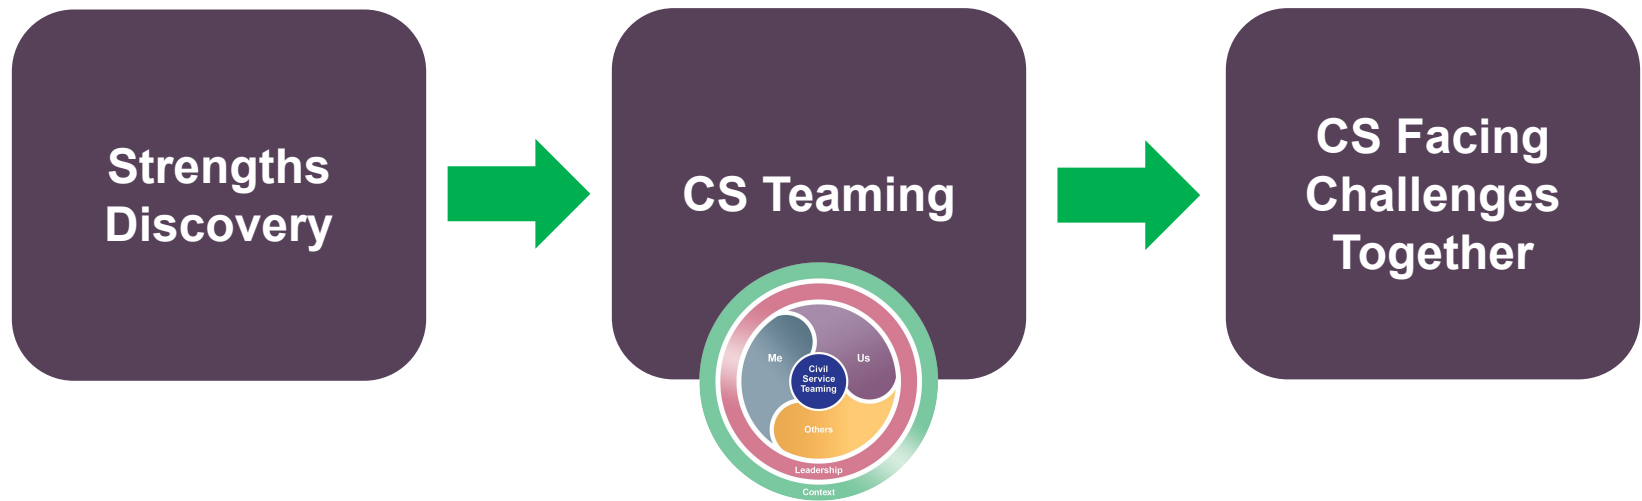 Strengths
Discovery
CS Teaming
CS Facing
Challenges
Together
Me
Us
Civil
Service
Teaming
Others
Leadership
Context